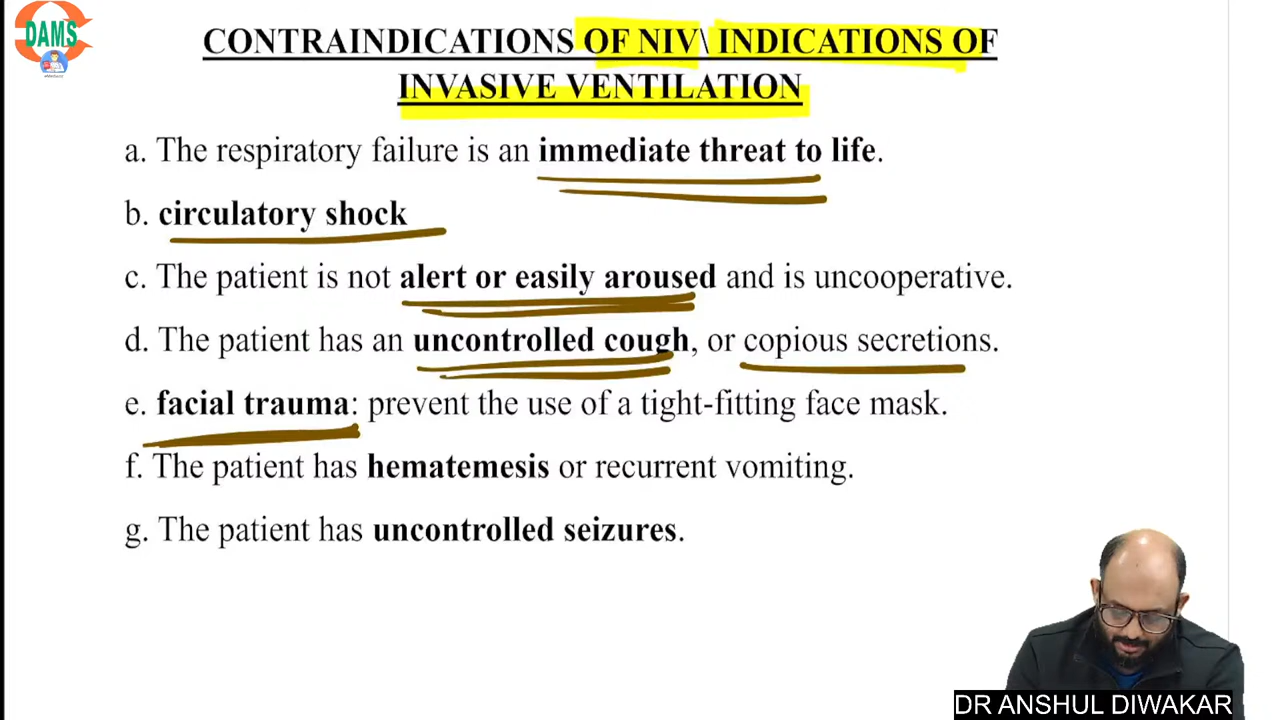 DAMS
CONTRAINDICATIONS OF NIV\ INDICATIONS OF
INVASIVE VENTILATION
a. The respiratory failure is an immediate threat to life.
b. circulatory shock
c. The patient is not alert or easily aroused and is uncooperative.
d. The patient has an uncontrolled cough, or copious secretions.
e. facial trauma: prevent the use of a tight-fitting face mask.
f. The patient has hematemesis or recurrent vomiting.
g. The patient has uncontrolled seizures.
DR ANSHUL DIWAKAR